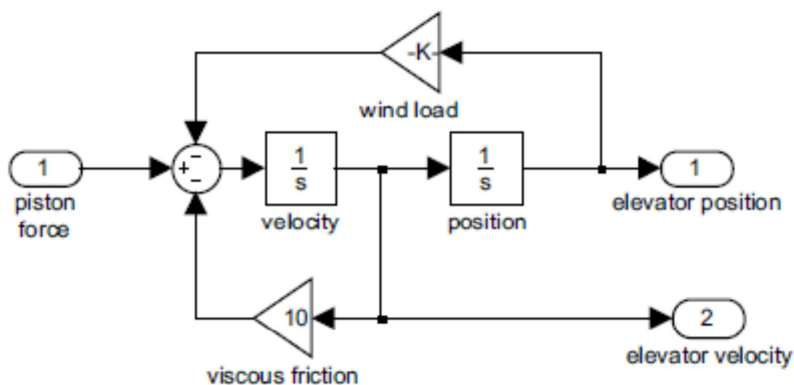 -K-
wind load
1
piston
force
+
-
-
1
s
velocity
1
s
position
1
elevator position
10
viscous friction
2
elevator velocity